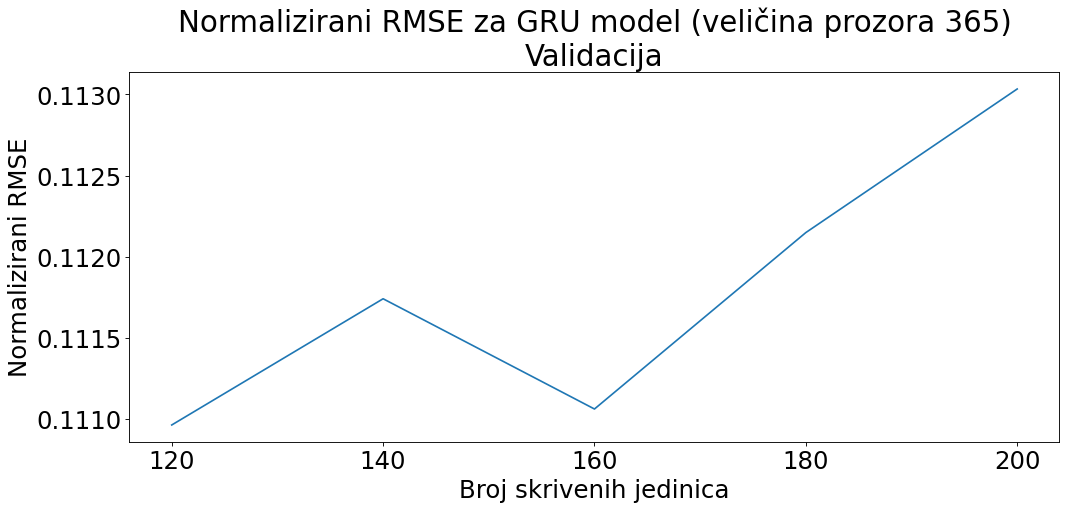 Normalizirani RMSE za GRU model (veličina prozora 365)
Validacija
Normalizirani RMSE
0.1130
0.1125
0.1120
0.1115
0.1110
120 140 160 180 200
Broj skrivenih jedinica